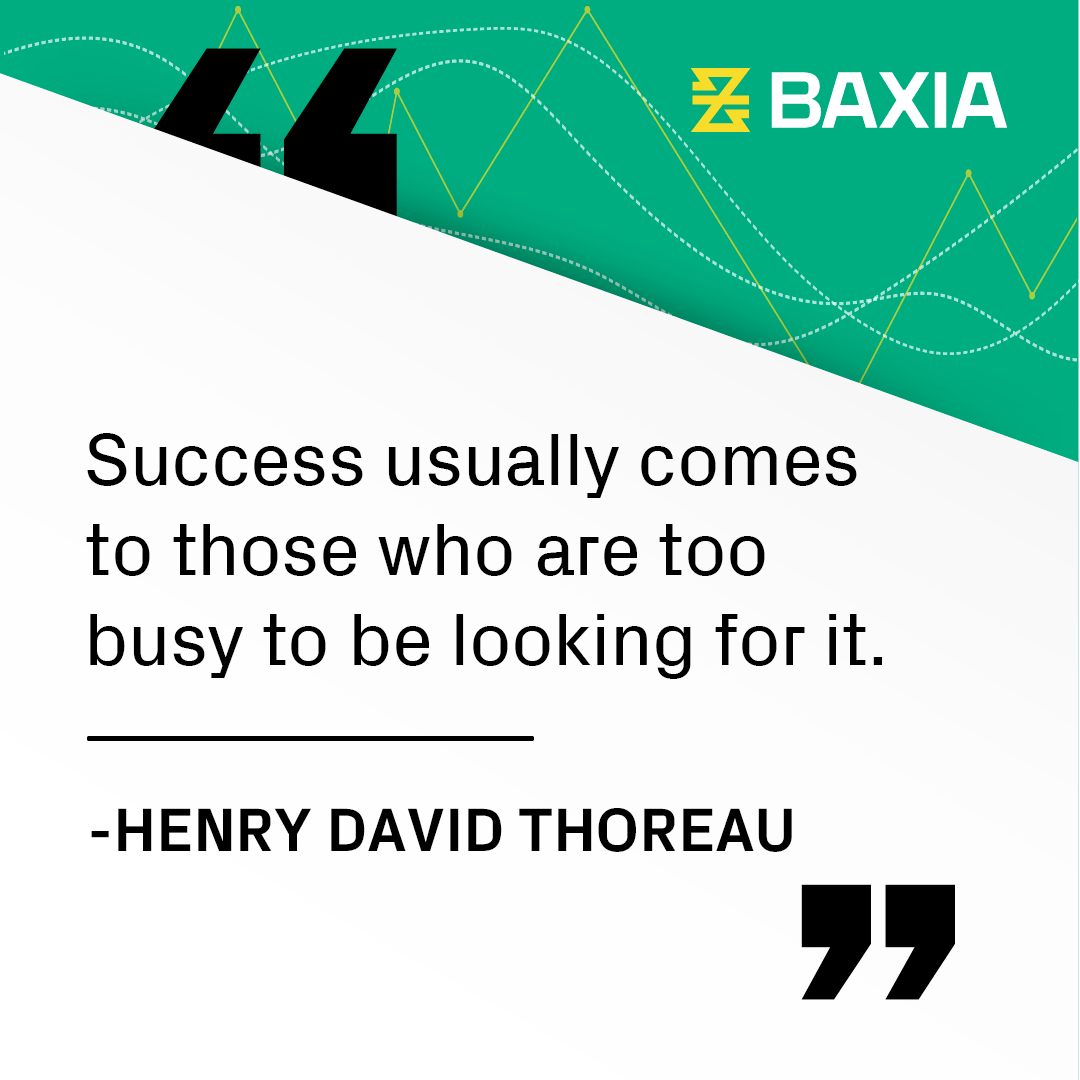 “
BAXIA
Success usually comes
to those who are too
busy to be looking for it.
-HENRY DAVID THOREAU
”